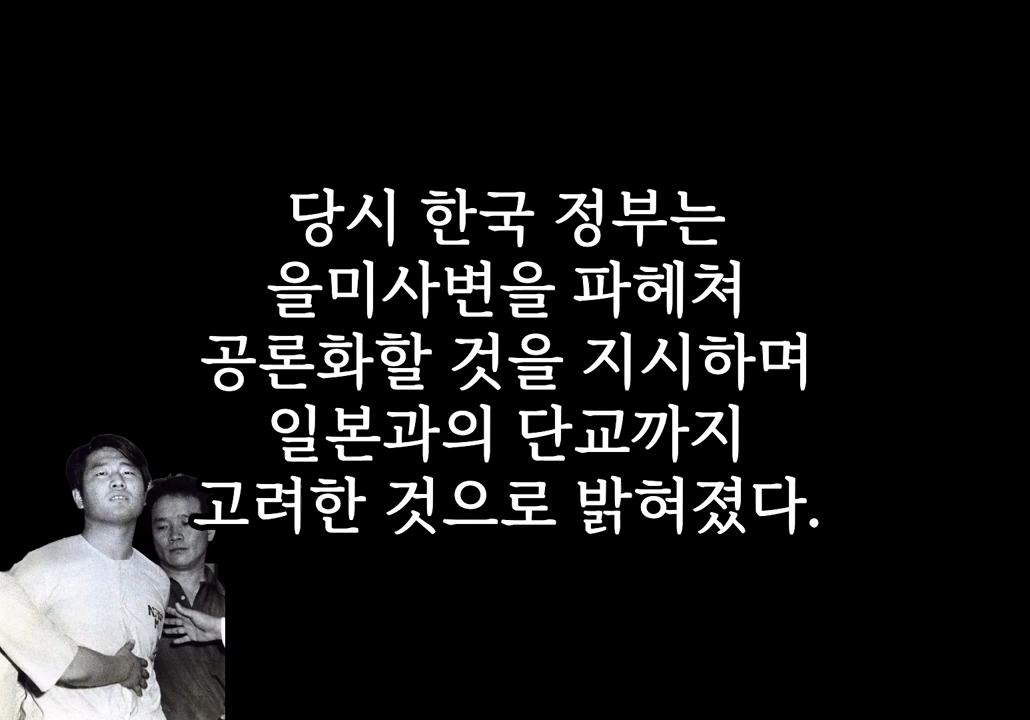 당시 한국 정부는
을미사변을 파헤쳐
공론화할 것을 지시하며
일본과의 단교까지
고려한 것으로 밝혀졌다.